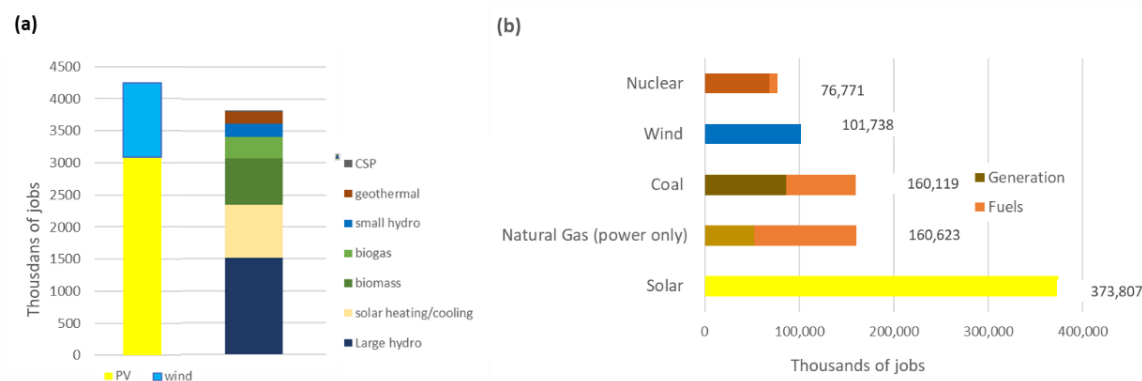 (a)
Thousdans of jobs
4500
4000
3500
3000
2500
2000
1500
1000
500
0
PV
wind
CSP
geothermal
small hydro
biogas
biomass
solar heating/cooling
Large hydro
(b)
Nuclear
76,771
Wind
101,738
Coal
160,119
Natural Gas (power only)
160,623
Solar
373,807
Generation
Fuels
0 100,000 200,000 300,000 400,000
Thousands of jobs